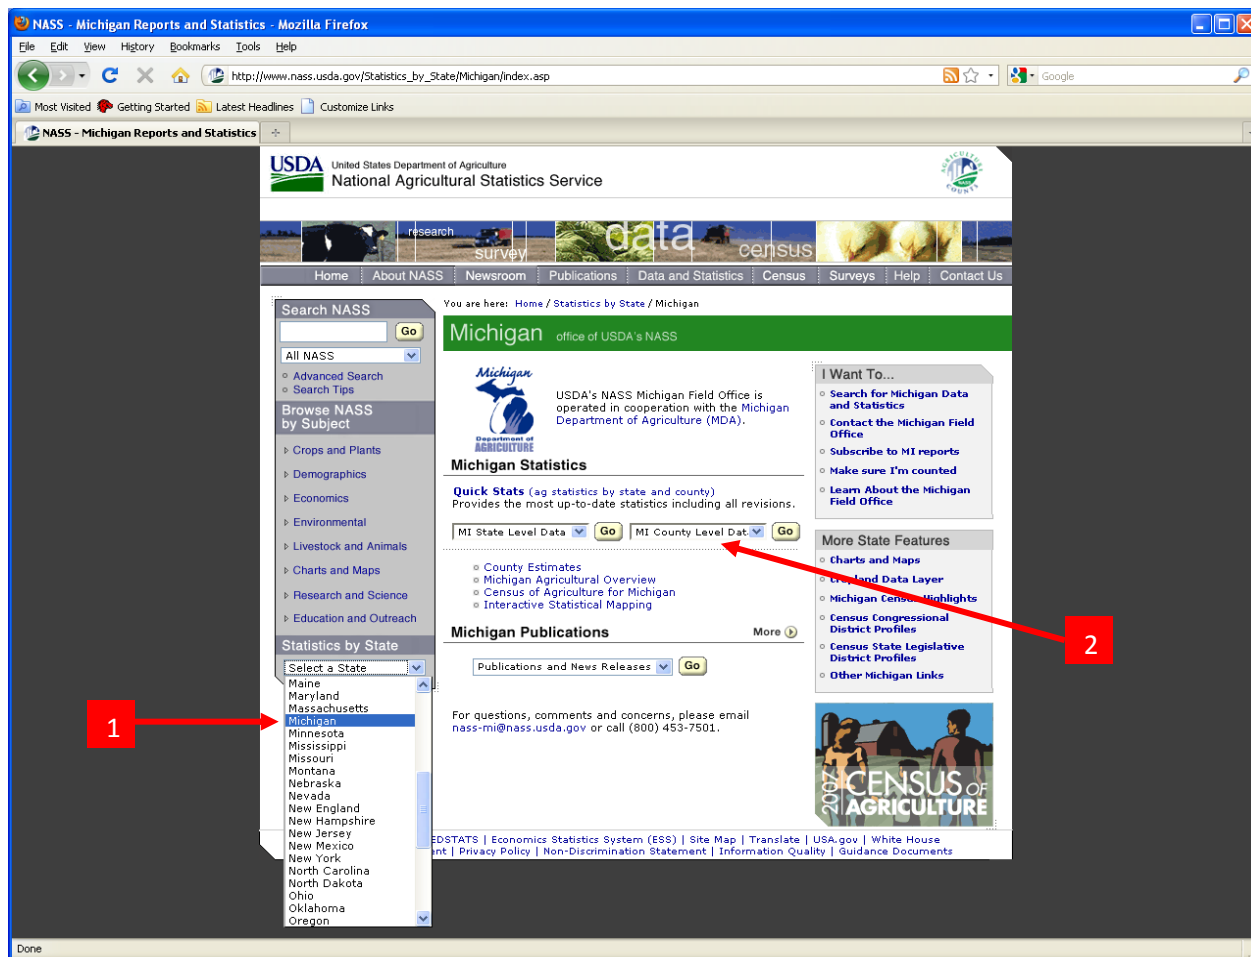 NASS - Michigan Reports and Statistics - Mozilla Firefox
File Edit View History Bookmarks Tools Help
http://www.nass.usda.gov/Statistics_by_State/Michigan/index.asp
Google
Most Visited Getting Started Latest Headlines Customize Links
NASS - Michigan Reports and Statistics
USDA United States Department of Agriculture
National Agricultural Statistics Service
AGRICULTURE NASS COUNTS
research survey data census
Home About NASS Newsroom Publications Data and Statistics Census Surveys Help Contact Us
Search NASS
Go
All NASS
Advanced Search
Search Tips
Browse NASS
by Subject
Crops and Plants
Demographics
Economics
Environmental
Livestock and Animals
Charts and Maps
Research and Science
Education and Outreach
Statistics by State
Select a State
Maine
Maryland
Massachusetts
Michigan
Minnesota
Mississippi
Missouri
Montana
Nebraska
Nevada
New England
New Hampshire
New Jersey
New Mexico
New York
North Carolina
North Dakota
Ohio
Oklahoma
Oregon
1
You are here: Home / Statistics by State / Michigan
Michigan office of USDA's NASS
Michigan
Department of
AGRICULTURE
USDA's NASS Michigan Field Office is
operated in cooperation with the Michigan
Department of Agriculture (MDA).
Michigan Statistics
Quick Stats (ag statistics by state and county)
Provides the most up-to-date statistics including all revisions.
MI State Level Data Go MI County Level Dat Go
County Estimates
Michigan Agricultural Overview
Census of Agriculture for Michigan
Interactive Statistical Mapping
Michigan Publications More
Publications and News Releases Go
For questions, comments and concerns, please email
nass-mi@nass.usda.gov or call (800) 453-7501.
I Want To...
Search for Michigan Data
and Statistics
Contact the Michigan Field
Office
Subscribe to MI reports
Make sure I'm counted
Learn About the Michigan
Field Office
More State Features
Charts and Maps
Cropland Data Layer
Michigan Census Highlights
Census Congressional
District Profiles
Census State Legislative
District Profiles
Other Michigan Links
2
2007 CENSUS OF
AGRICULTURE
EDSTATS | Economics Statistics System (ESS) | Site Map | Translate | USA.gov | White House
nt | Privacy Policy | Non-Discrimination Statement | Information Quality | Guidance Documents
Done